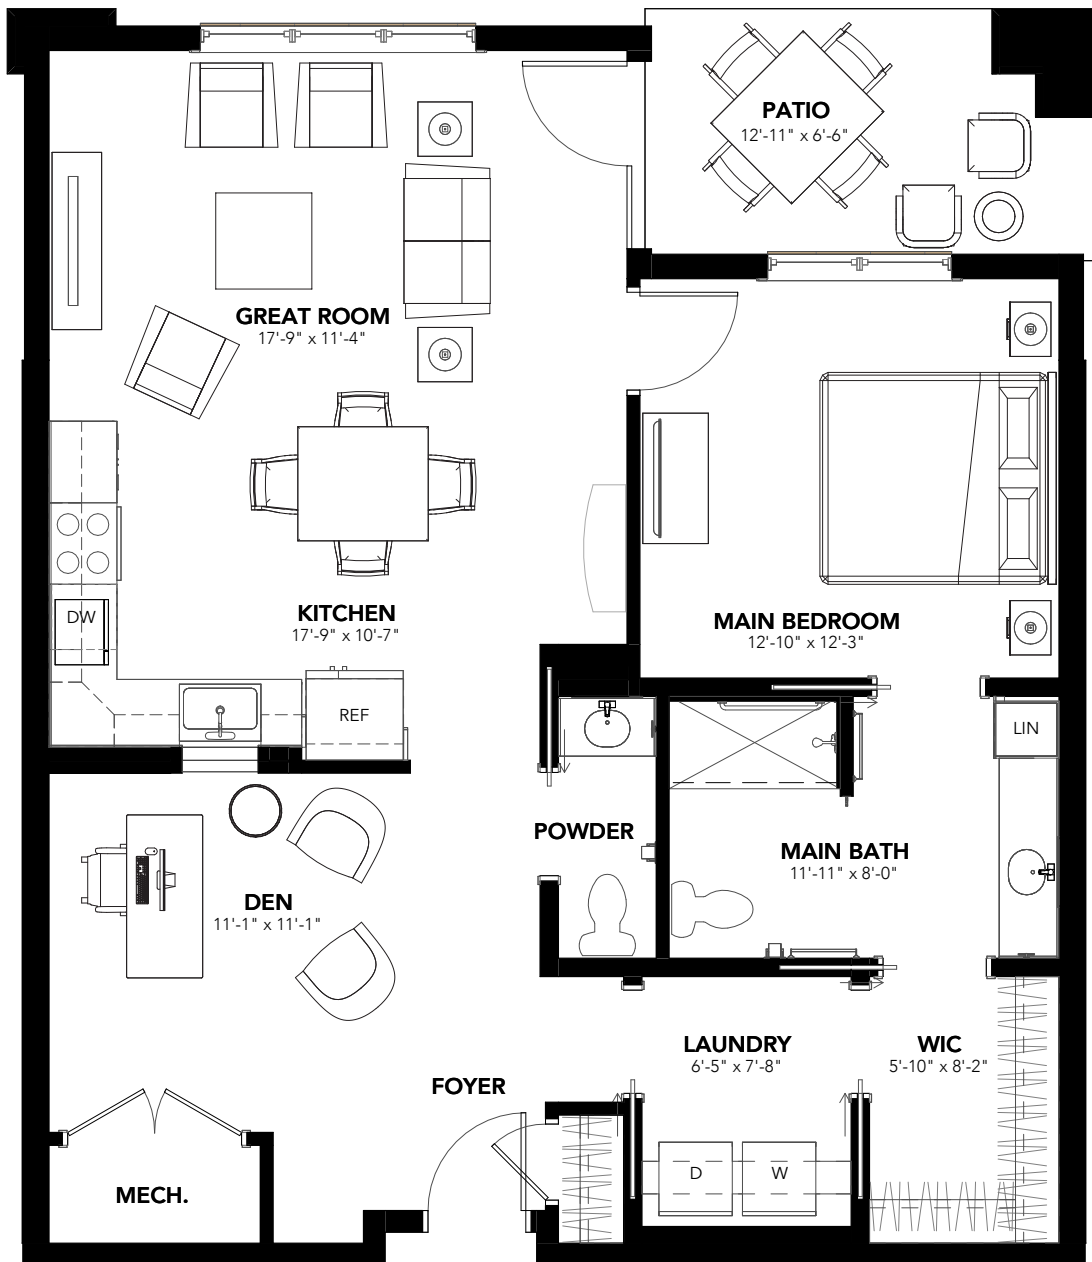 PATIO
12'-11" x 6'-6"
GREAT ROOM
17'-9" x 11'-4"
KITCHEN
17'-9" x 10'-7"
DW
REF
MAIN BEDROOM
12'-10" x 12'-3"
LIN
POWDER
MAIN BATH
11'-11" x 8'-0"
DEN
11'-1" x 11'-1"
LAUNDRY
6'-5" x 7'-8"
WIC
5'-10" x 8'-2"
FOYER
D
W
MECH.